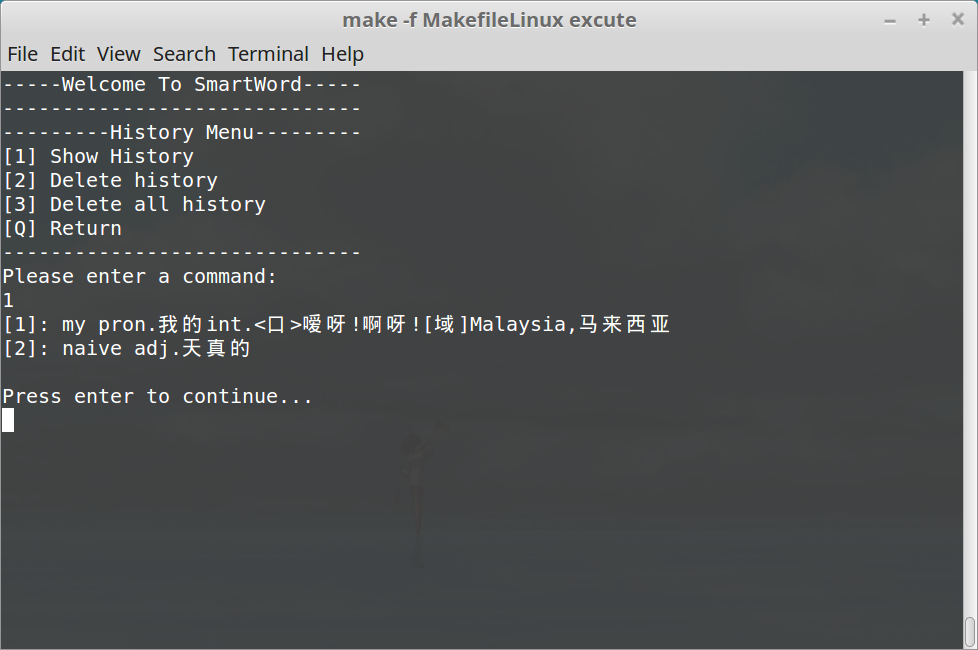 make -f MakefileLinux excute
File Edit View Search Terminal Help
-----Welcome To SmartWord-----
------------------------------
---------History Menu---------
[1] Show History
[2] Delete history
[3] Delete all history
[Q] Return
------------------------------
Please enter a command:
1
[1]: my pron.我的int.<口>嗳呀!啊呀![域]Malaysia,马来西亚
[2]: naive adj.天真的
Press enter to continue...